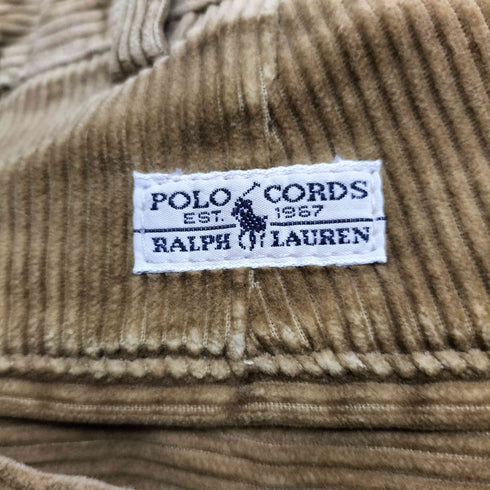 POLO CORDS
EST. 1967
RALPH LAUREN